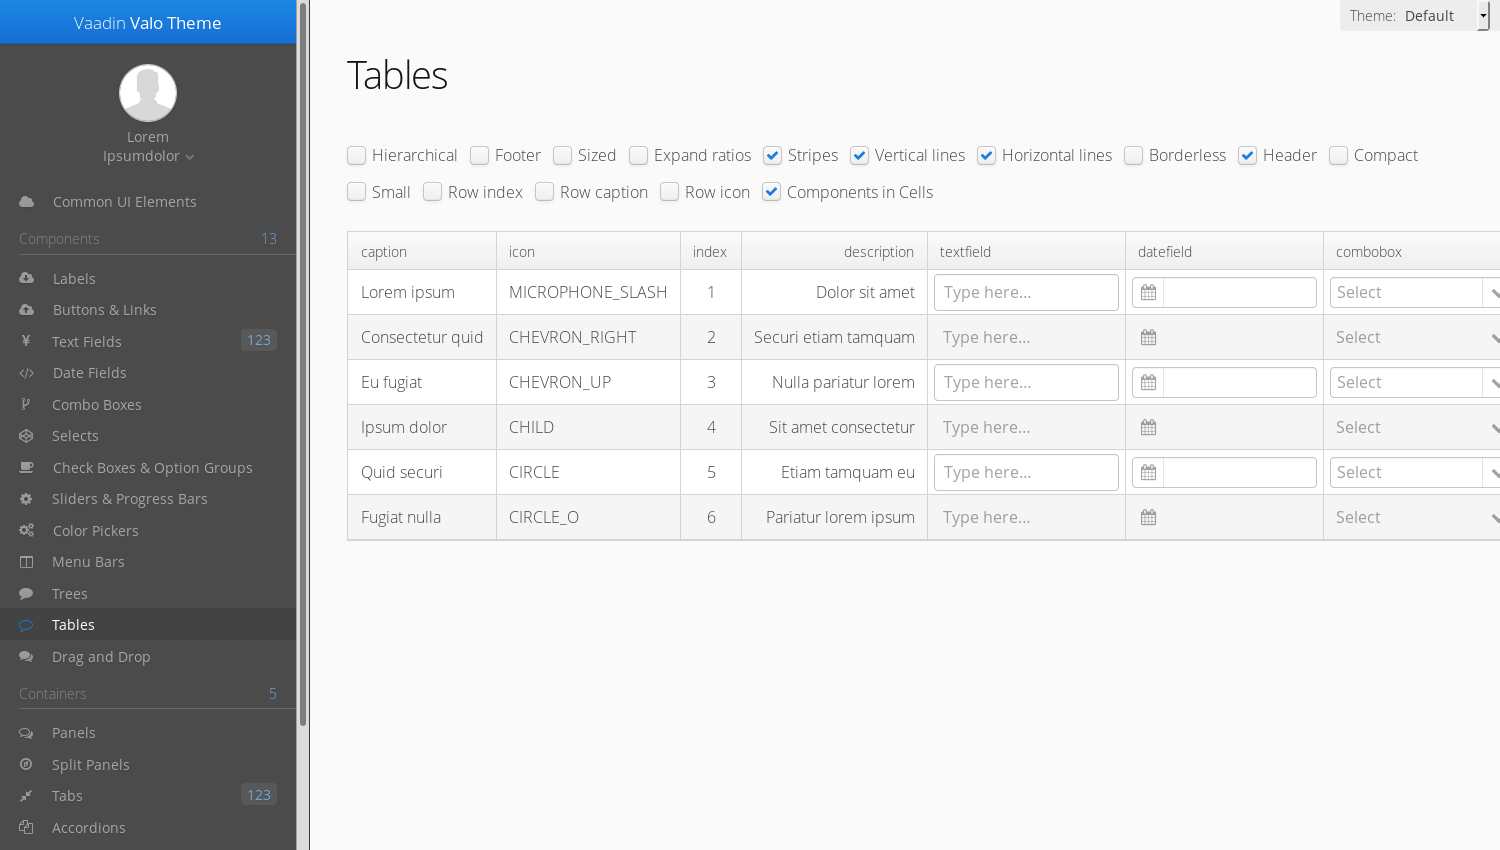 Vaadin Valo Theme
Lorem
Ipsumdolor
Common UI Elements
Components 13
Labels
Buttons & Links
Text Fields 123
Date Fields
Combo Boxes
Selects
Check Boxes & Option Groups
Sliders & Progress Bars
Color Pickers
Menu Bars
Trees
Tables
Drag and Drop
Containers 5
Panels
Split Panels
Tabs 123
Accordions
Theme: Default
Tables
Hierarchical Footer Sized Expand ratios Stripes Vertical lines Horizontal lines Borderless Header Compact
Small Row index Row caption Row icon Components in Cells
caption icon index description textfield datefield combobox
Lorem ipsum MICROPHONE_SLASH 1 Dolor sit amet Type here... Select
Consectetur quid CHEVRON_RIGHT 2 Securi etiam tamquam Type here... Select
Eu fugiat CHEVRON_UP 3 Nulla pariatur lorem Type here... Select
Ipsum dolor CHILD 4 Sit amet consectetur Type here... Select
Quid securi CIRCLE 5 Etiam tamquam eu Type here... Select
Fugiat nulla CIRCLE_O 6 Pariatur lorem ipsum Type here... Select